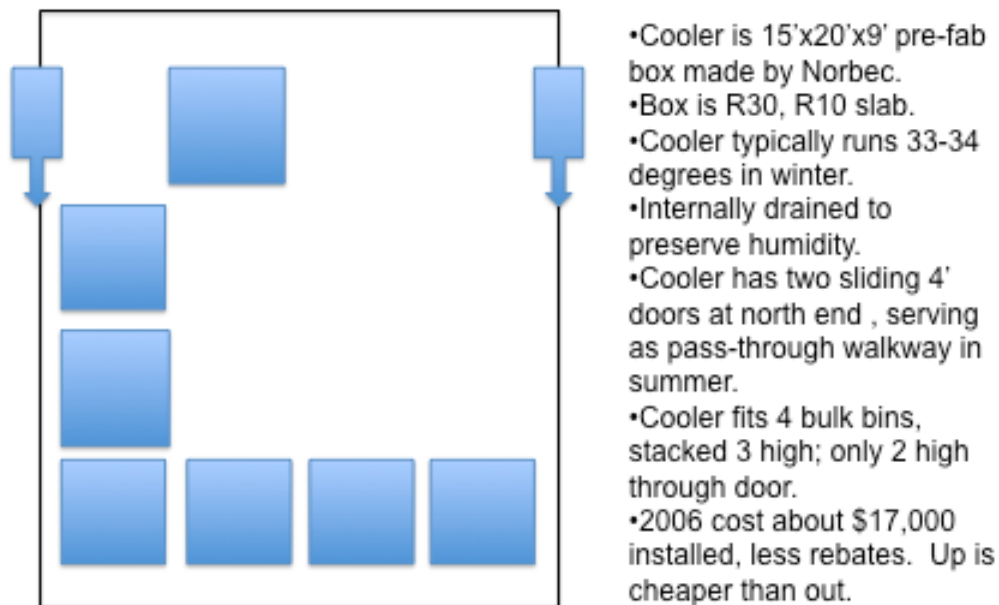 •Cooler is 15’x20’x9’ pre-fab
box made by Norbec.
•Box is R30, R10 slab.
•Cooler typically runs 33-34
degrees in winter.
•Internally drained to
preserve humidity.
•Cooler has two sliding 4’
doors at north end , serving
as pass-through walkway in
summer.
•Cooler fits 4 bulk bins,
stacked 3 high; only 2 high
through door.
•2006 cost about $17,000
installed, less rebates.  Up is
cheaper than out.